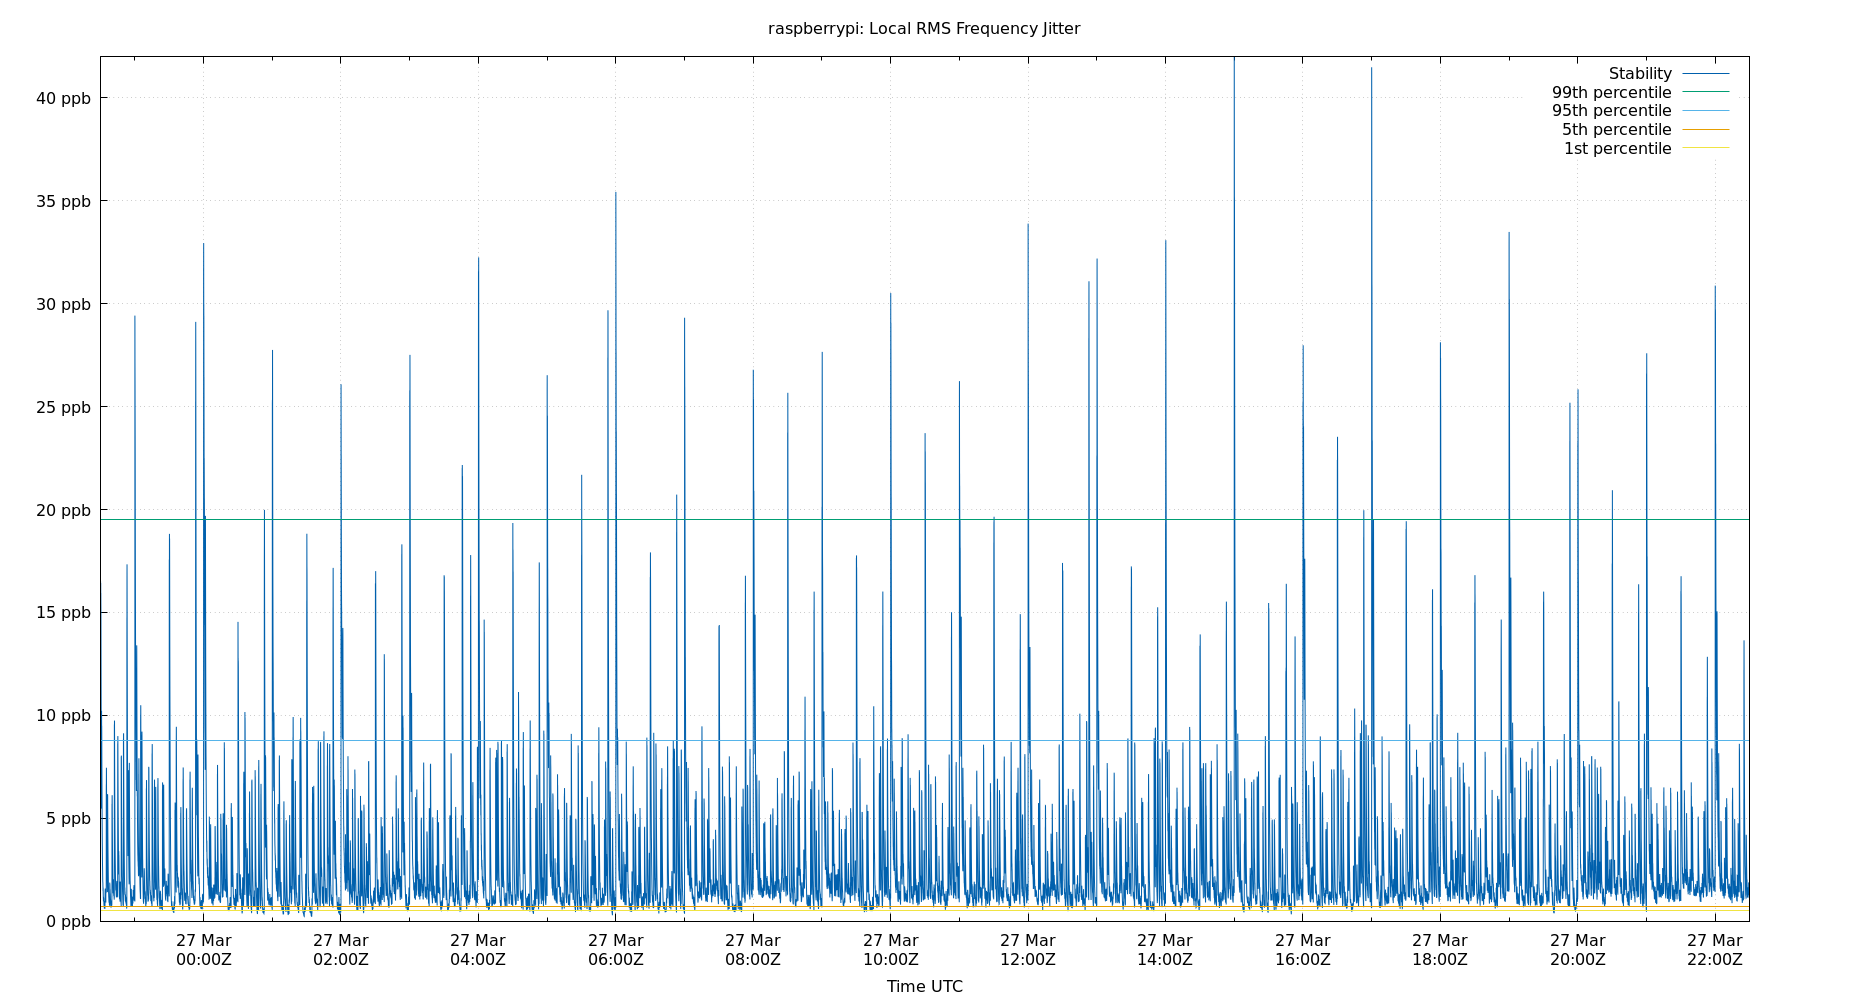 raspberrypi: Local RMS Frequency Jitter
Stability
99th percentile
95th percentile
5th percentile
1st percentile
40 ppb
35 ppb
30 ppb
25 ppb
20 ppb
15 ppb
10 ppb
5 ppb
0 ppb
27 Mar 27 Mar 27 Mar 27 Mar 27 Mar 27 Mar 27 Mar 27 Mar 27 Mar 27 Mar 27 Mar 27 Mar
00:00Z 02:00Z 04:00Z 06:00Z 08:00Z 10:00Z 12:00Z 14:00Z 16:00Z 18:00Z 20:00Z 22:00Z
Time UTC